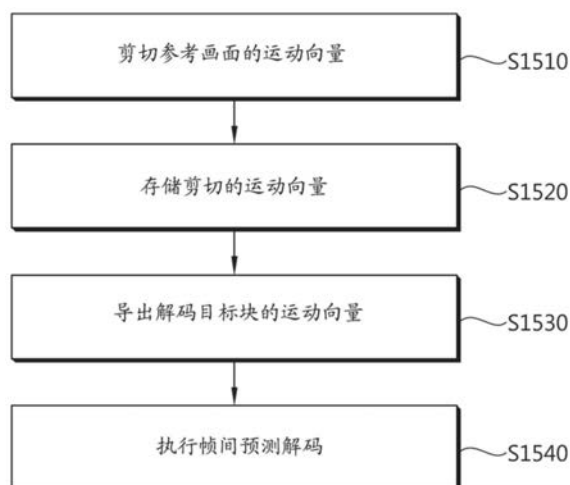 剪切参考画面的运动向量
S1510
存储剪切的运动向量
S1520
导出解码目标块的运动向量
S1530
执行帧间预测解码
S1540